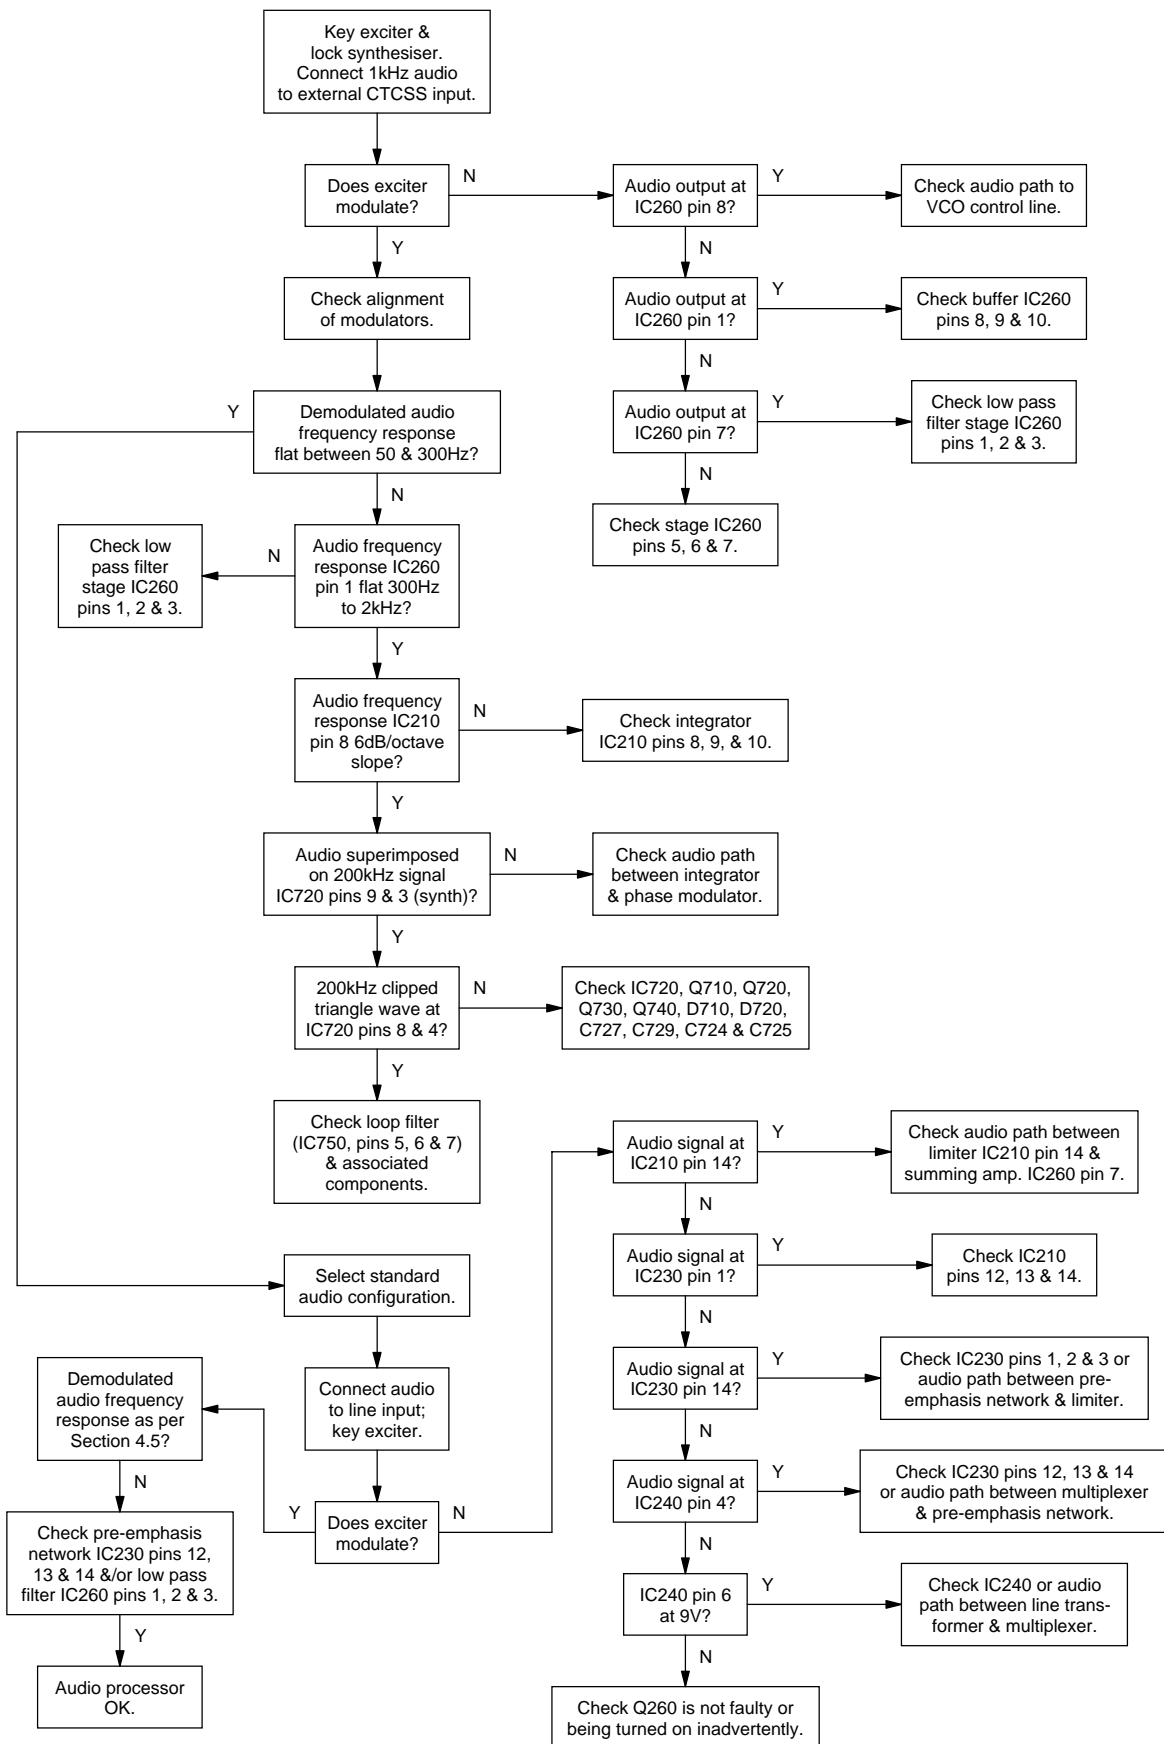 Key exciter &
lock synthesiser.
Connect 1kHz audio
to external CTCSS input.
Does exciter
modulate?
N
Audio output at
IC260 pin 8?
Y
Check audio path to
VCO control line.
Y
N
Check alignment
of modulators.
Audio output at
IC260 pin 1?
Y
Check buffer IC260
pins 8, 9 & 10.
N
Y
Demodulated audio
frequency response
flat between 50 & 300Hz?
Audio output at
IC260 pin 7?
Y
Check low pass
filter stage IC260
pins 1, 2 & 3.
N
N
Check stage IC260
pins 5, 6 & 7.
Check low
pass filter
stage IC260
pins 1, 2 & 3.
N
Audio frequency
response IC260
pin 1 flat 300Hz
to 2kHz?
Y
Audio frequency
response IC210
pin 8 6dB/octave
slope?
N
Check integrator
IC210 pins 8, 9, & 10.
Y
Audio superimposed
on 200kHz signal
IC720 pins 9 & 3 (synth)?
N
Check audio path
between integrator
& phase modulator.
Y
200kHz clipped
triangle wave at
IC720 pins 8 & 4?
N
Check IC720, Q710, Q720,
Q730, Q740, D710, D720,
C727, C729, C724 & C725
Y
Check loop filter
(IC750, pins 5, 6 & 7)
& associated
components.
Audio signal at
IC210 pin 14?
Y
Check audio path between
limiter IC210 pin 14 &
summing amp. IC260 pin 7.
N
Select standard
audio configuration.
Audio signal at
IC230 pin 1?
Y
Check IC210
pins 12, 13 & 14.
N
Demodulated
audio frequency
response as per
Section 4.5?
Connect audio
to line input;
key exciter.
Audio signal at
IC230 pin 14?
Y
Check IC230 pins 1, 2 & 3 or
audio path between pre-
emphasis network & limiter.
N
N
Check pre-emphasis
network IC230 pins 12,
13 & 14 &/or low pass
filter IC260 pins 1, 2 & 3.
Y
Does exciter
modulate?
N
Audio signal at
IC240 pin 4?
Y
Check IC230 pins 12, 13 & 14
or audio path between multiplexer
& pre-emphasis network.
N
Y
IC240 pin 6
at 9V?
Y
Check IC240 or audio
path between line trans-
former & multiplexer.
N
Audio processor
OK.
Check Q260 is not faulty or
being turned on inadvertently.